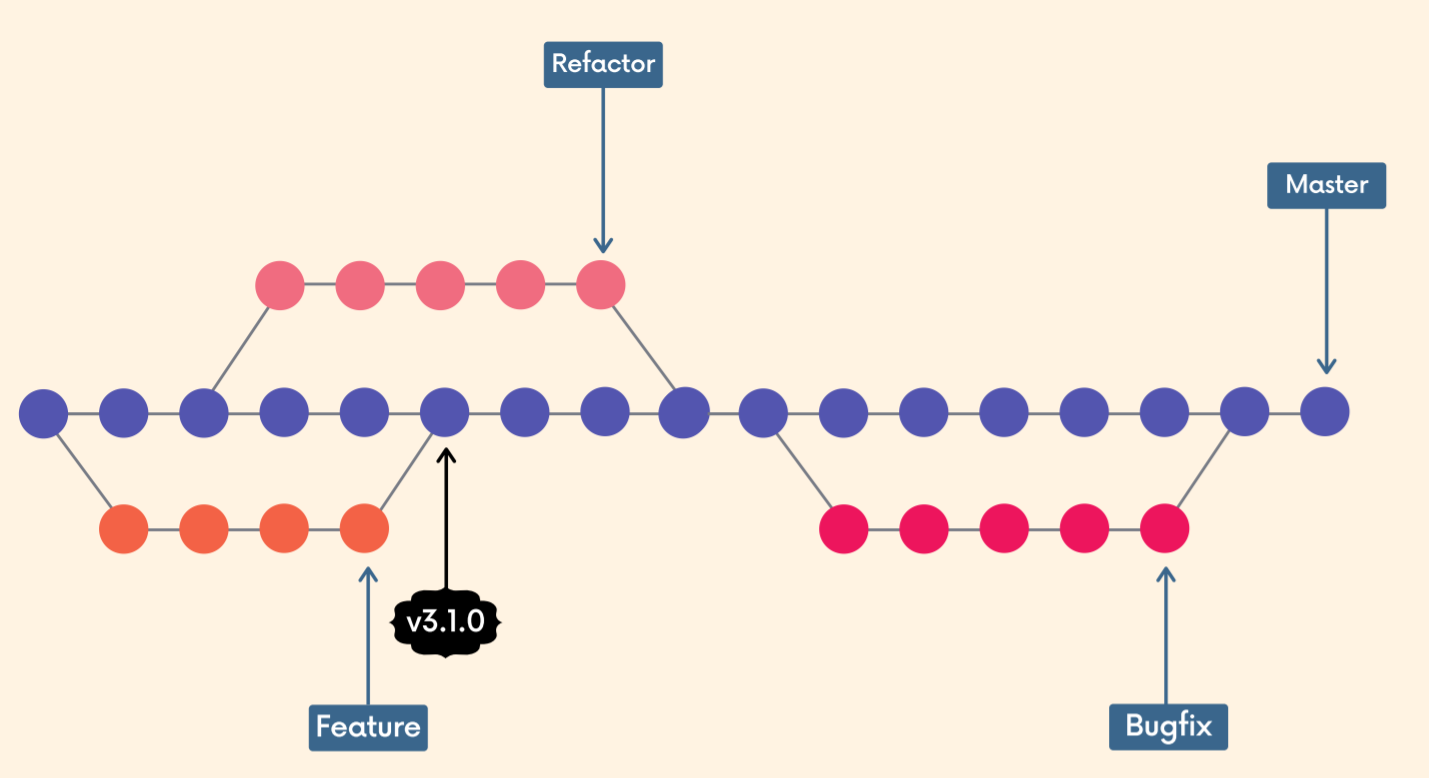 Refactor
Master
v3.1.0
Feature
Bugfix